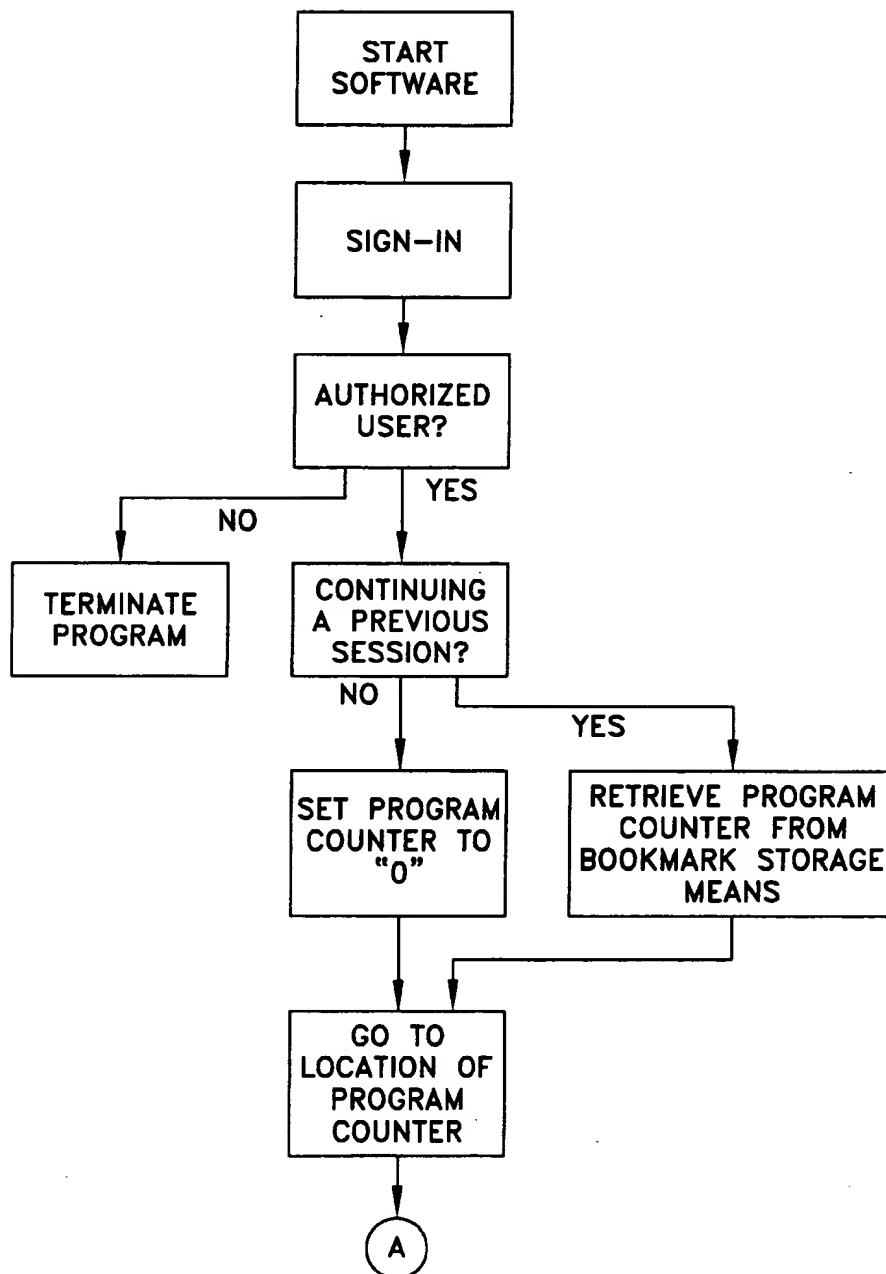 START
SOFTWARE
SIGN-IN
AUTHORIZED
USER?
NO
YES
TERMINATE
PROGRAM
CONTINUING
A PREVIOUS
SESSION?
NO
YES
SET PROGRAM
COUNTER TO
"0"
RETRIEVE PROGRAM
COUNTER FROM
BOOKMARK STORAGE
MEANS
GO TO
LOCATION OF
PROGRAM
COUNTER
A